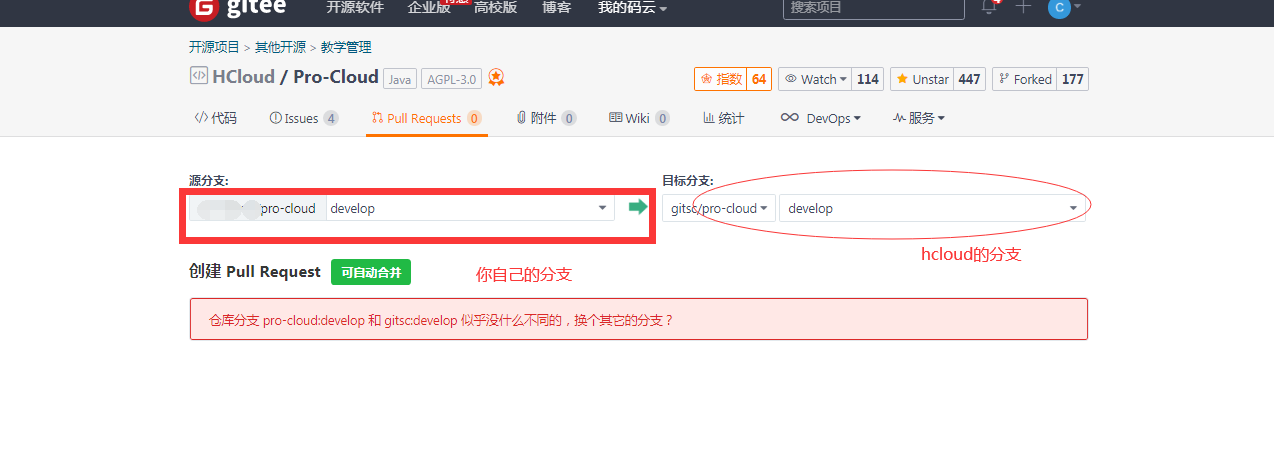 gitee 开源软件 企业版 特惠 高校版 博客 我的码云 搜索项目 C
开源项目 > 其他开源 > 教学管理
HCloud / Pro-Cloud Java AGPL-3.0 指数 64 Watch 114 Unstar 447 Forked 177
代码 Issues 4 Pull Requests 0 附件 0 Wiki 0 统计 DevOps 服务
源分支: 目标分支:
/pro-cloud develop gitsc/pro-cloud develop
hcloud的分支
创建 Pull Request 可自动合并 你自己的分支
仓库分支 pro-cloud:develop 和 gitsc:develop 似乎没什么不同的，换个其它的分支？